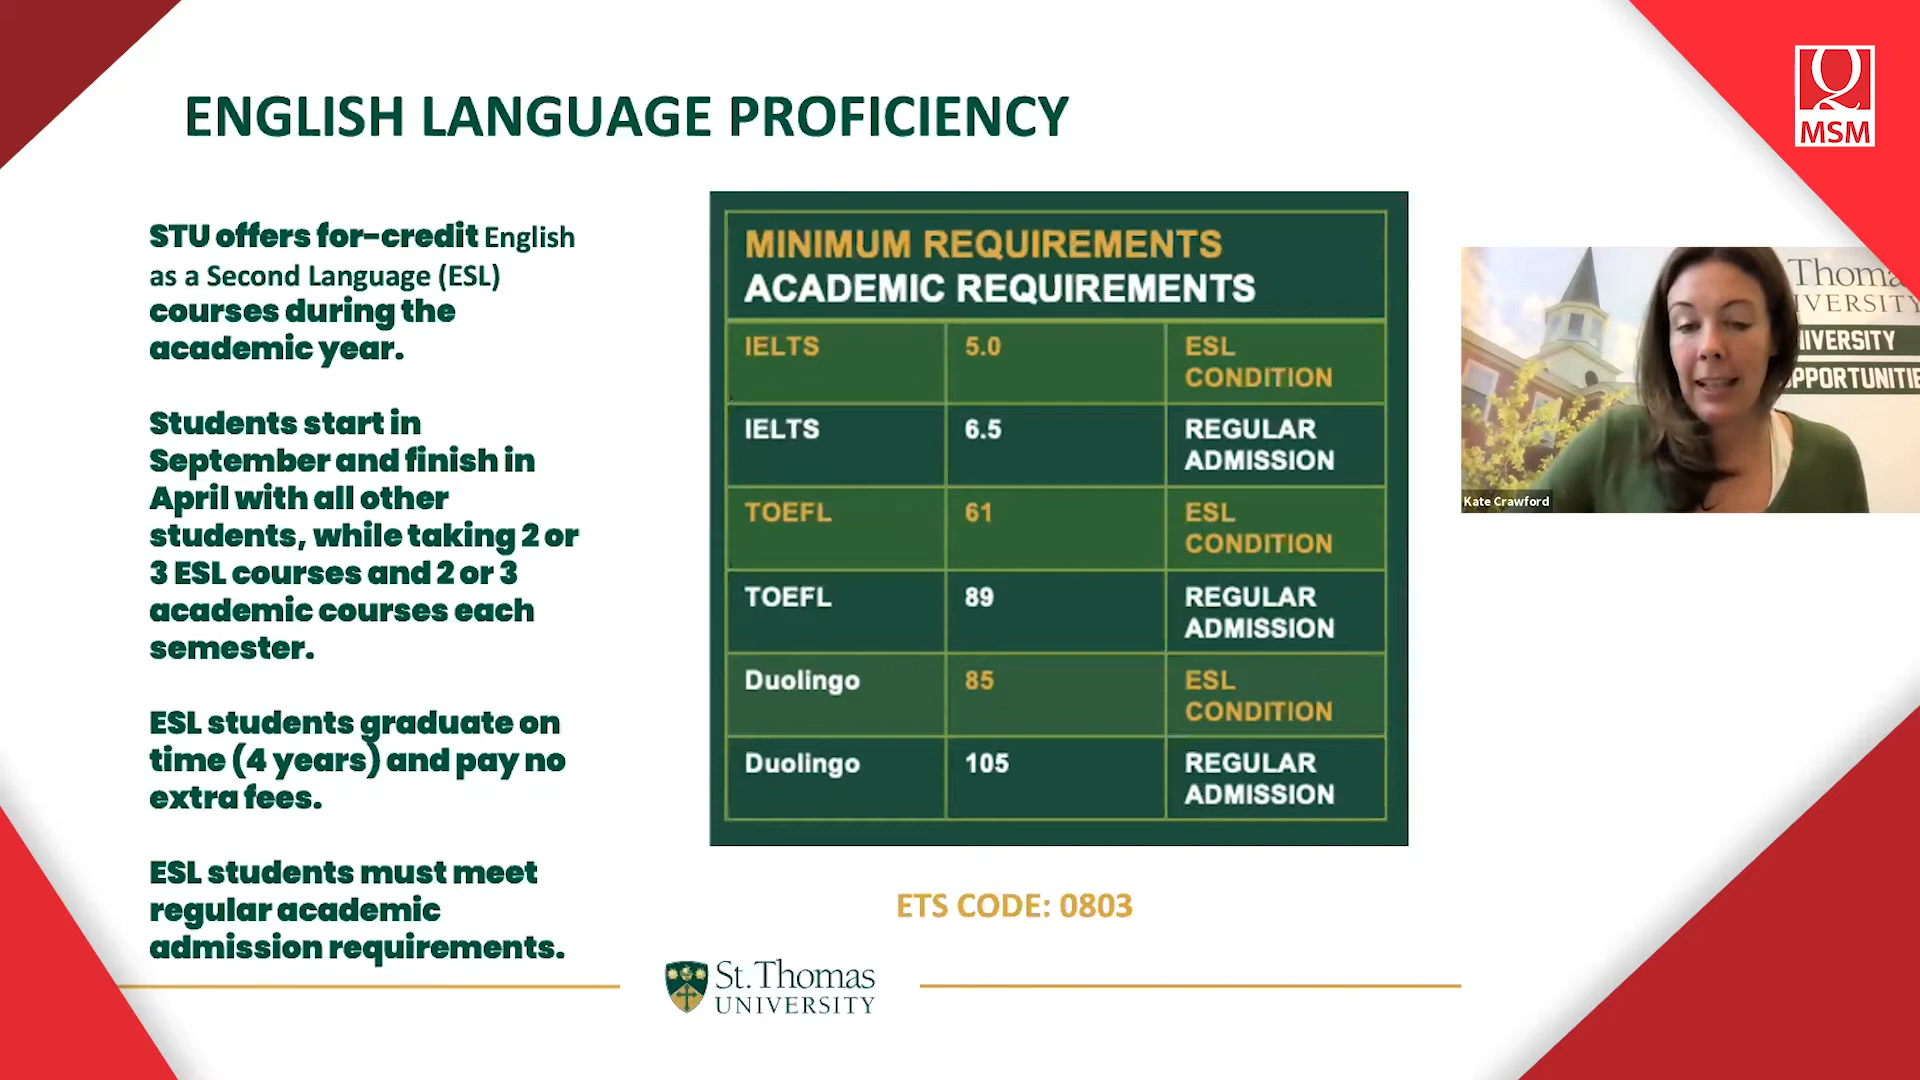 ENGLISH LANGUAGE PROFICIENCY
MSM
STU offers for-credit English
as a Second Language (ESL)
courses during the
academic year.
Students start in
September and finish in
April with all other
students, while taking 2 or
3 ESL courses and 2 or 3
academic courses each
semester.
ESL students graduate on
time (4 years) and pay no
extra fees.
ESL students must meet
regular academic
admission requirements.
MINIMUM REQUIREMENTS
ACADEMIC REQUIREMENTS
IELTS 5.0 ESL CONDITION
IELTS 6.5 REGULAR ADMISSION
TOEFL 61 ESL CONDITION
TOEFL 89 REGULAR ADMISSION
Duolingo 85 ESL CONDITION
Duolingo 105 REGULAR ADMISSION
ETS CODE: 0803
St. Thomas
UNIVERSITY
Thoma
IVERSITY
IVERSITY
PPORTUNITIE
Kate Crawford